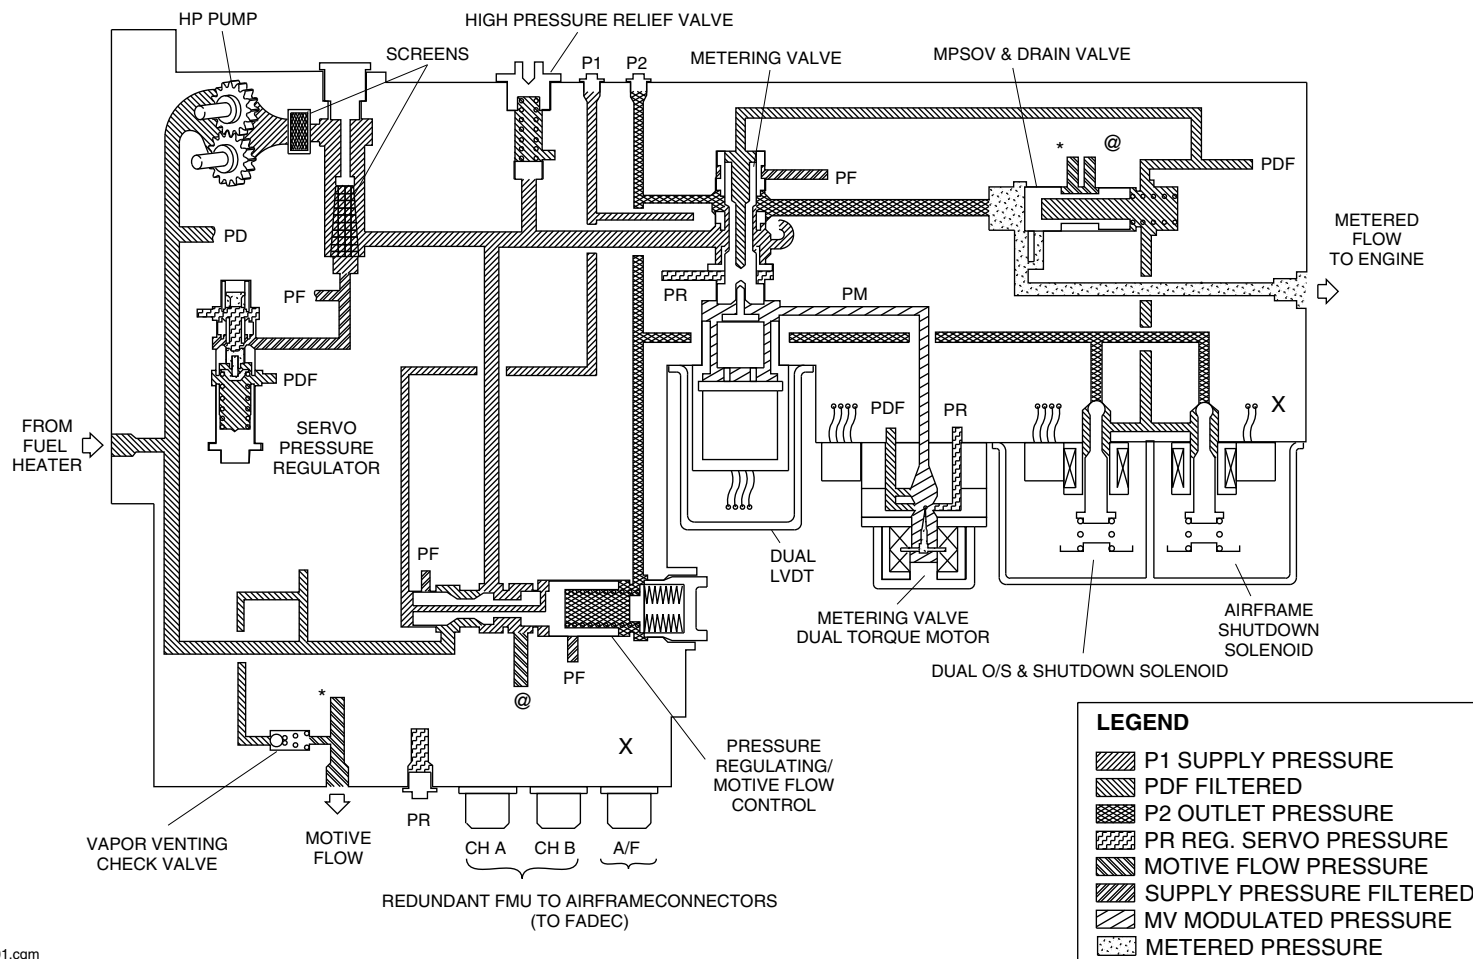 HP PUMP
HIGH PRESSURE RELIEF VALVE
SCREENS
P1
P2
METERING VALVE
MPSOV & DRAIN VALVE
*
@
PDF
PF
PD
METERED
FLOW
TO ENGINE
PR
PM
PF
PDF
FROM
FUEL
HEATER
SERVO
PRESSURE
REGULATOR
PDF
PR
X
DUAL
LVDT
PF
METERING VALVE
DUAL TORQUE MOTOR
AIRFRAME
SHUTDOWN
SOLENOID
DUAL O/S & SHUTDOWN SOLENOID
PF
@
*
X
PRESSURE
REGULATING/
MOTIVE FLOW
CONTROL
VAPOR VENTING
CHECK VALVE
MOTIVE
FLOW
PR
CH A
CH B
A/F
REDUNDANT FMU TO AIRFRAMECONNECTORS
(TO FADEC)
LEGEND
P1 SUPPLY PRESSURE
PDF FILTERED
P2 OUTLET PRESSURE
PR REG. SERVO PRESSURE
MOTIVE FLOW PRESSURE
SUPPLY PRESSURE FILTERED
MV MODULATED PRESSURE
METERED PRESSURE
1.cgm